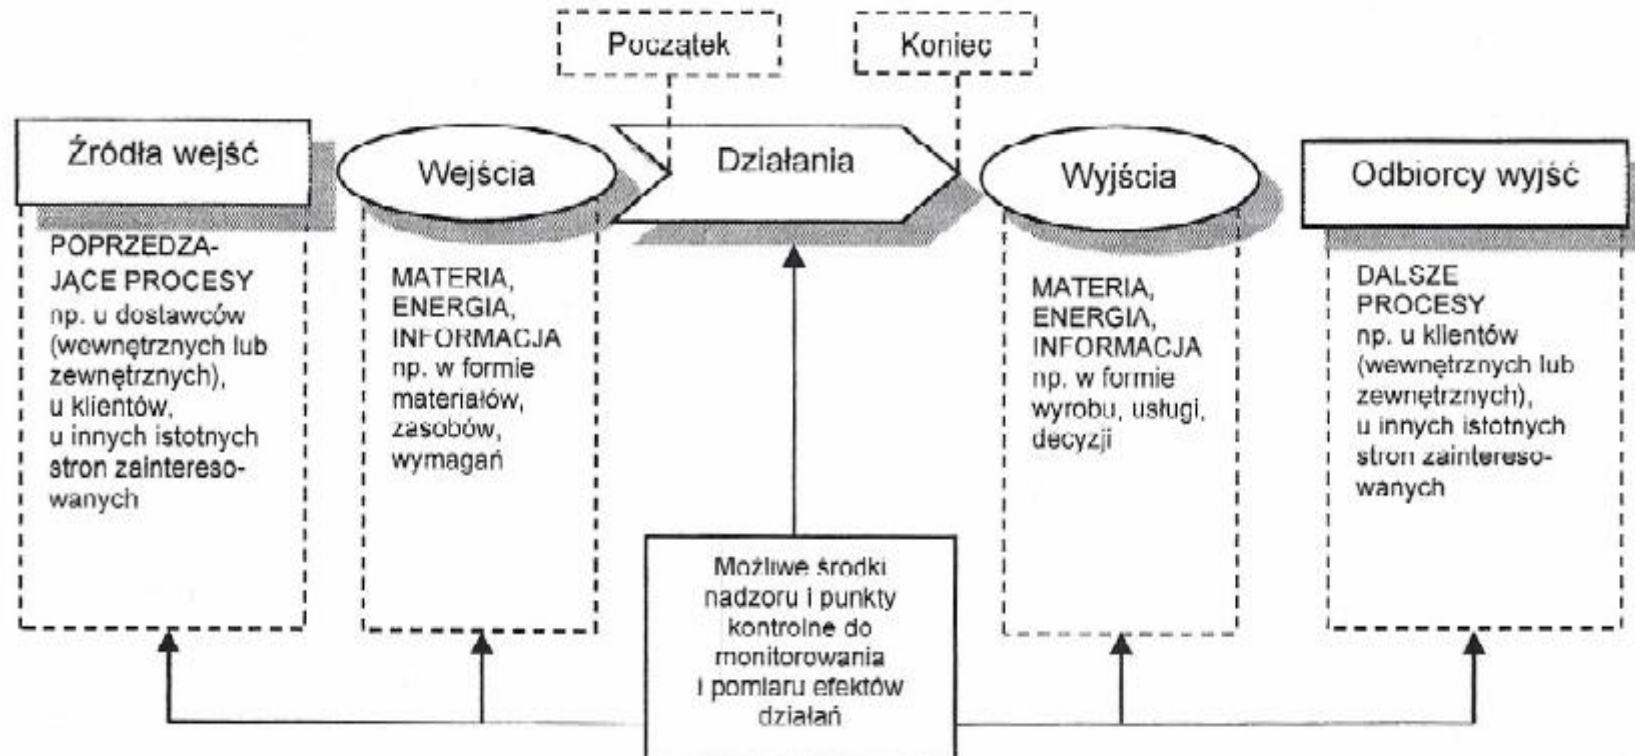 Początek
Koniec
Źródła wejść
Wejścia
Działania
Wyjścia
Odbiorcy wyjść
POPRZEDZA-
JĄCE PROCESY
np. u dostawców
(wewnętrznych lub
zewnętrznych),
u klientów,
u innych istotnych
stron zaintereso-
wanych
MATERIA,
ENERGIA,
INFORMACJA
np. w formie
materiałów,
zasobów,
wymagań
MATERIA,
ENERGIA,
INFORMACJA
np. w formie
wyrobu, usługi,
decyzji
DALSZE
PROCESY
np. u klientów
(wewnętrznych lub
zewnętrznych),
u innych istotnych
stron zaintereso-
wanych
Możliwe środki
nadzoru i punkty
kontrolne do
monitorowania
i pomiaru efektów
działań